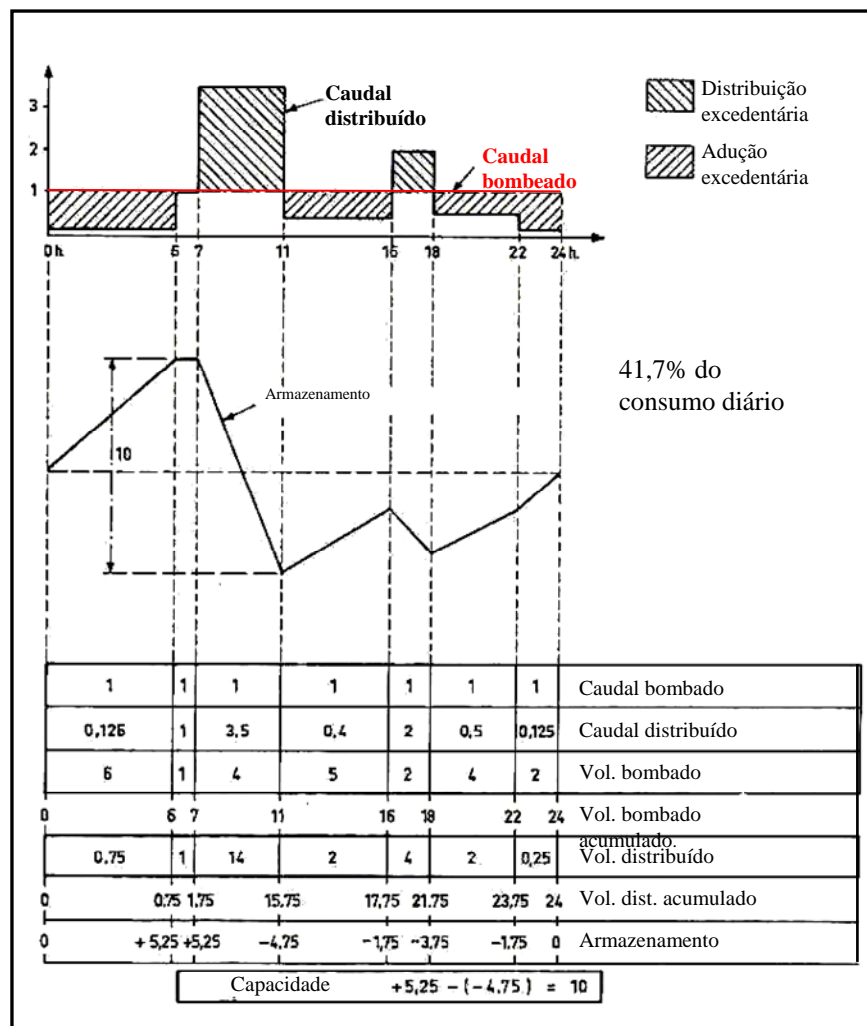 Distribuição
excedentária
Adução
excedentária
3
2
1
Caudal
distribuído
Caudal
bombeado
0h. 6 7 11 16 18 22 24h.
41,7% do
consumo diário
Armazenamento
10
1 1 1 1 1 1 1 Caudal bombado
0,126 1 3,5 0,4 2 0,5 0,125 Caudal distribuído
6 1 4 5 2 4 2 Vol. bombado
0 6 7 11 16 18 22 24 Vol. bombado
acumulado.
0,75 1 14 2 4 2 0,25 Vol. distribuído
0 0,75 1,75 15,75 17,75 21,75 23,75 24 Vol. dist. acumulado
0 +5,25 +5,25 -4,75 -1,75 -3,75 -1,75 0 Armazenamento
Capacidade +5,25 - (-4,75) = 10